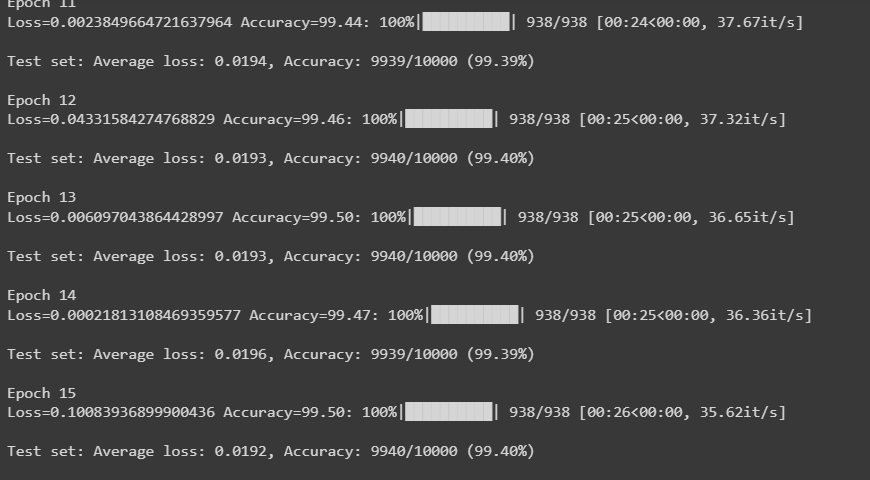 Epoch 11
Loss=0.0023849664721637964 Accuracy=99.44: 100%|██████████| 938/938 [00:24<00:00, 37.67it/s]
Test set: Average loss: 0.0194, Accuracy: 9939/10000 (99.39%)
Epoch 12
Loss=0.04331584274768829 Accuracy=99.46: 100%|██████████| 938/938 [00:25<00:00, 37.32it/s]
Test set: Average loss: 0.0193, Accuracy: 9940/10000 (99.40%)
Epoch 13
Loss=0.006097043864428997 Accuracy=99.50: 100%|██████████| 938/938 [00:25<00:00, 36.65it/s]
Test set: Average loss: 0.0193, Accuracy: 9940/10000 (99.40%)
Epoch 14
Loss=0.00021813108469359577 Accuracy=99.47: 100%|██████████| 938/938 [00:25<00:00, 36.36it/s]
Test set: Average loss: 0.0196, Accuracy: 9939/10000 (99.39%)
Epoch 15
Loss=0.10083936899900436 Accuracy=99.50: 100%|██████████| 938/938 [00:26<00:00, 35.62it/s]
Test set: Average loss: 0.0192, Accuracy: 9940/10000 (99.40%)